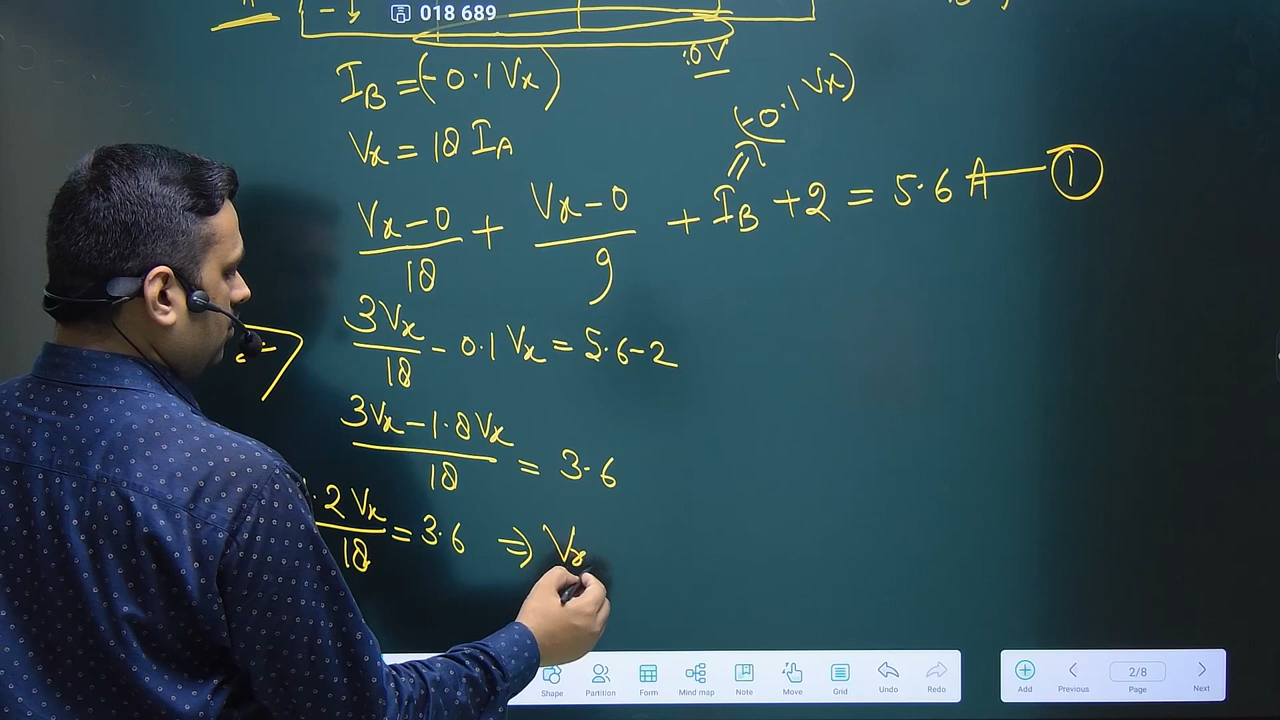 018 689
.0V
I_B = (-0.1 Vx)
(-0.1 Vx)
Vx = 18 I_A
Vx-0/18 + Vx-0/9 + I_B + 2 = 5.6 A — ①
3Vx/18 - 0.1 Vx = 5.6-2
3Vx-1.8Vx/18 = 3.6
.2 Vx/18 = 3.6 ⇒ Vx
Shape Partition Form Mind map Note Move Grid Undo Redo
Add Previous 2/8 Page Next